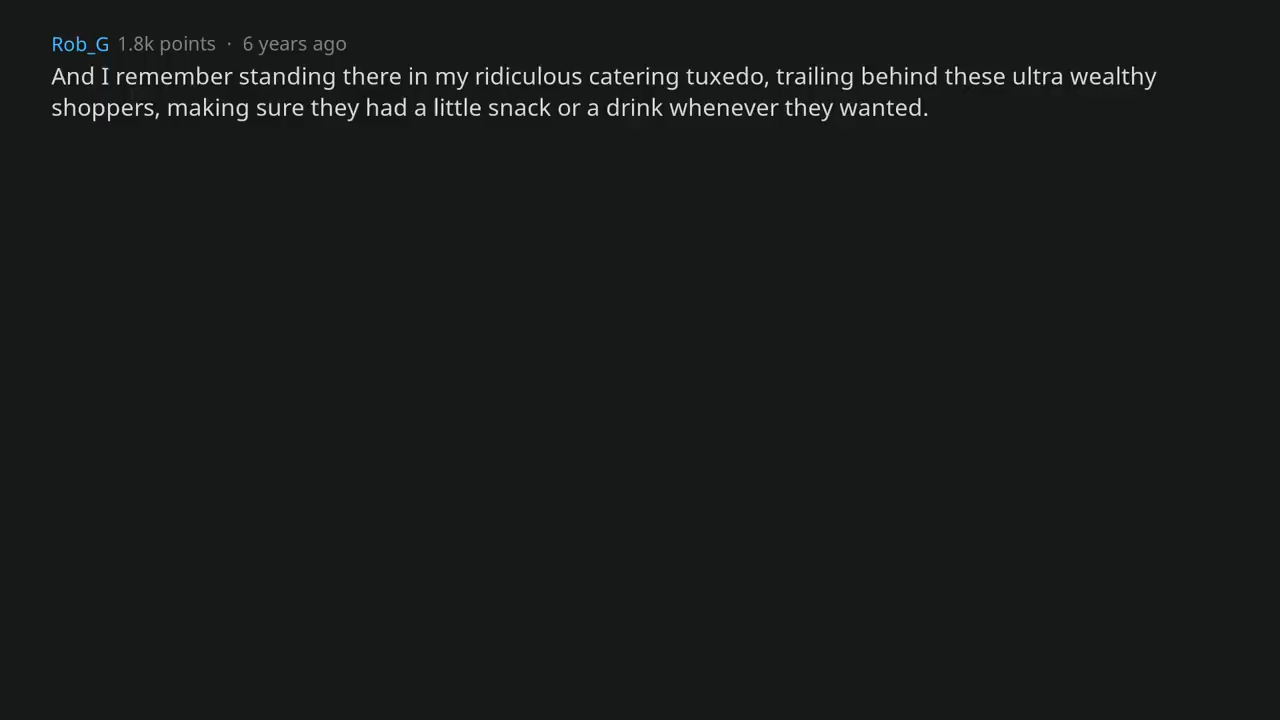 Rob_G 1.8k points · 6 years ago
And I remember standing there in my ridiculous catering tuxedo, trailing behind these ultra wealthy
shoppers, making sure they had a little snack or a drink whenever they wanted.